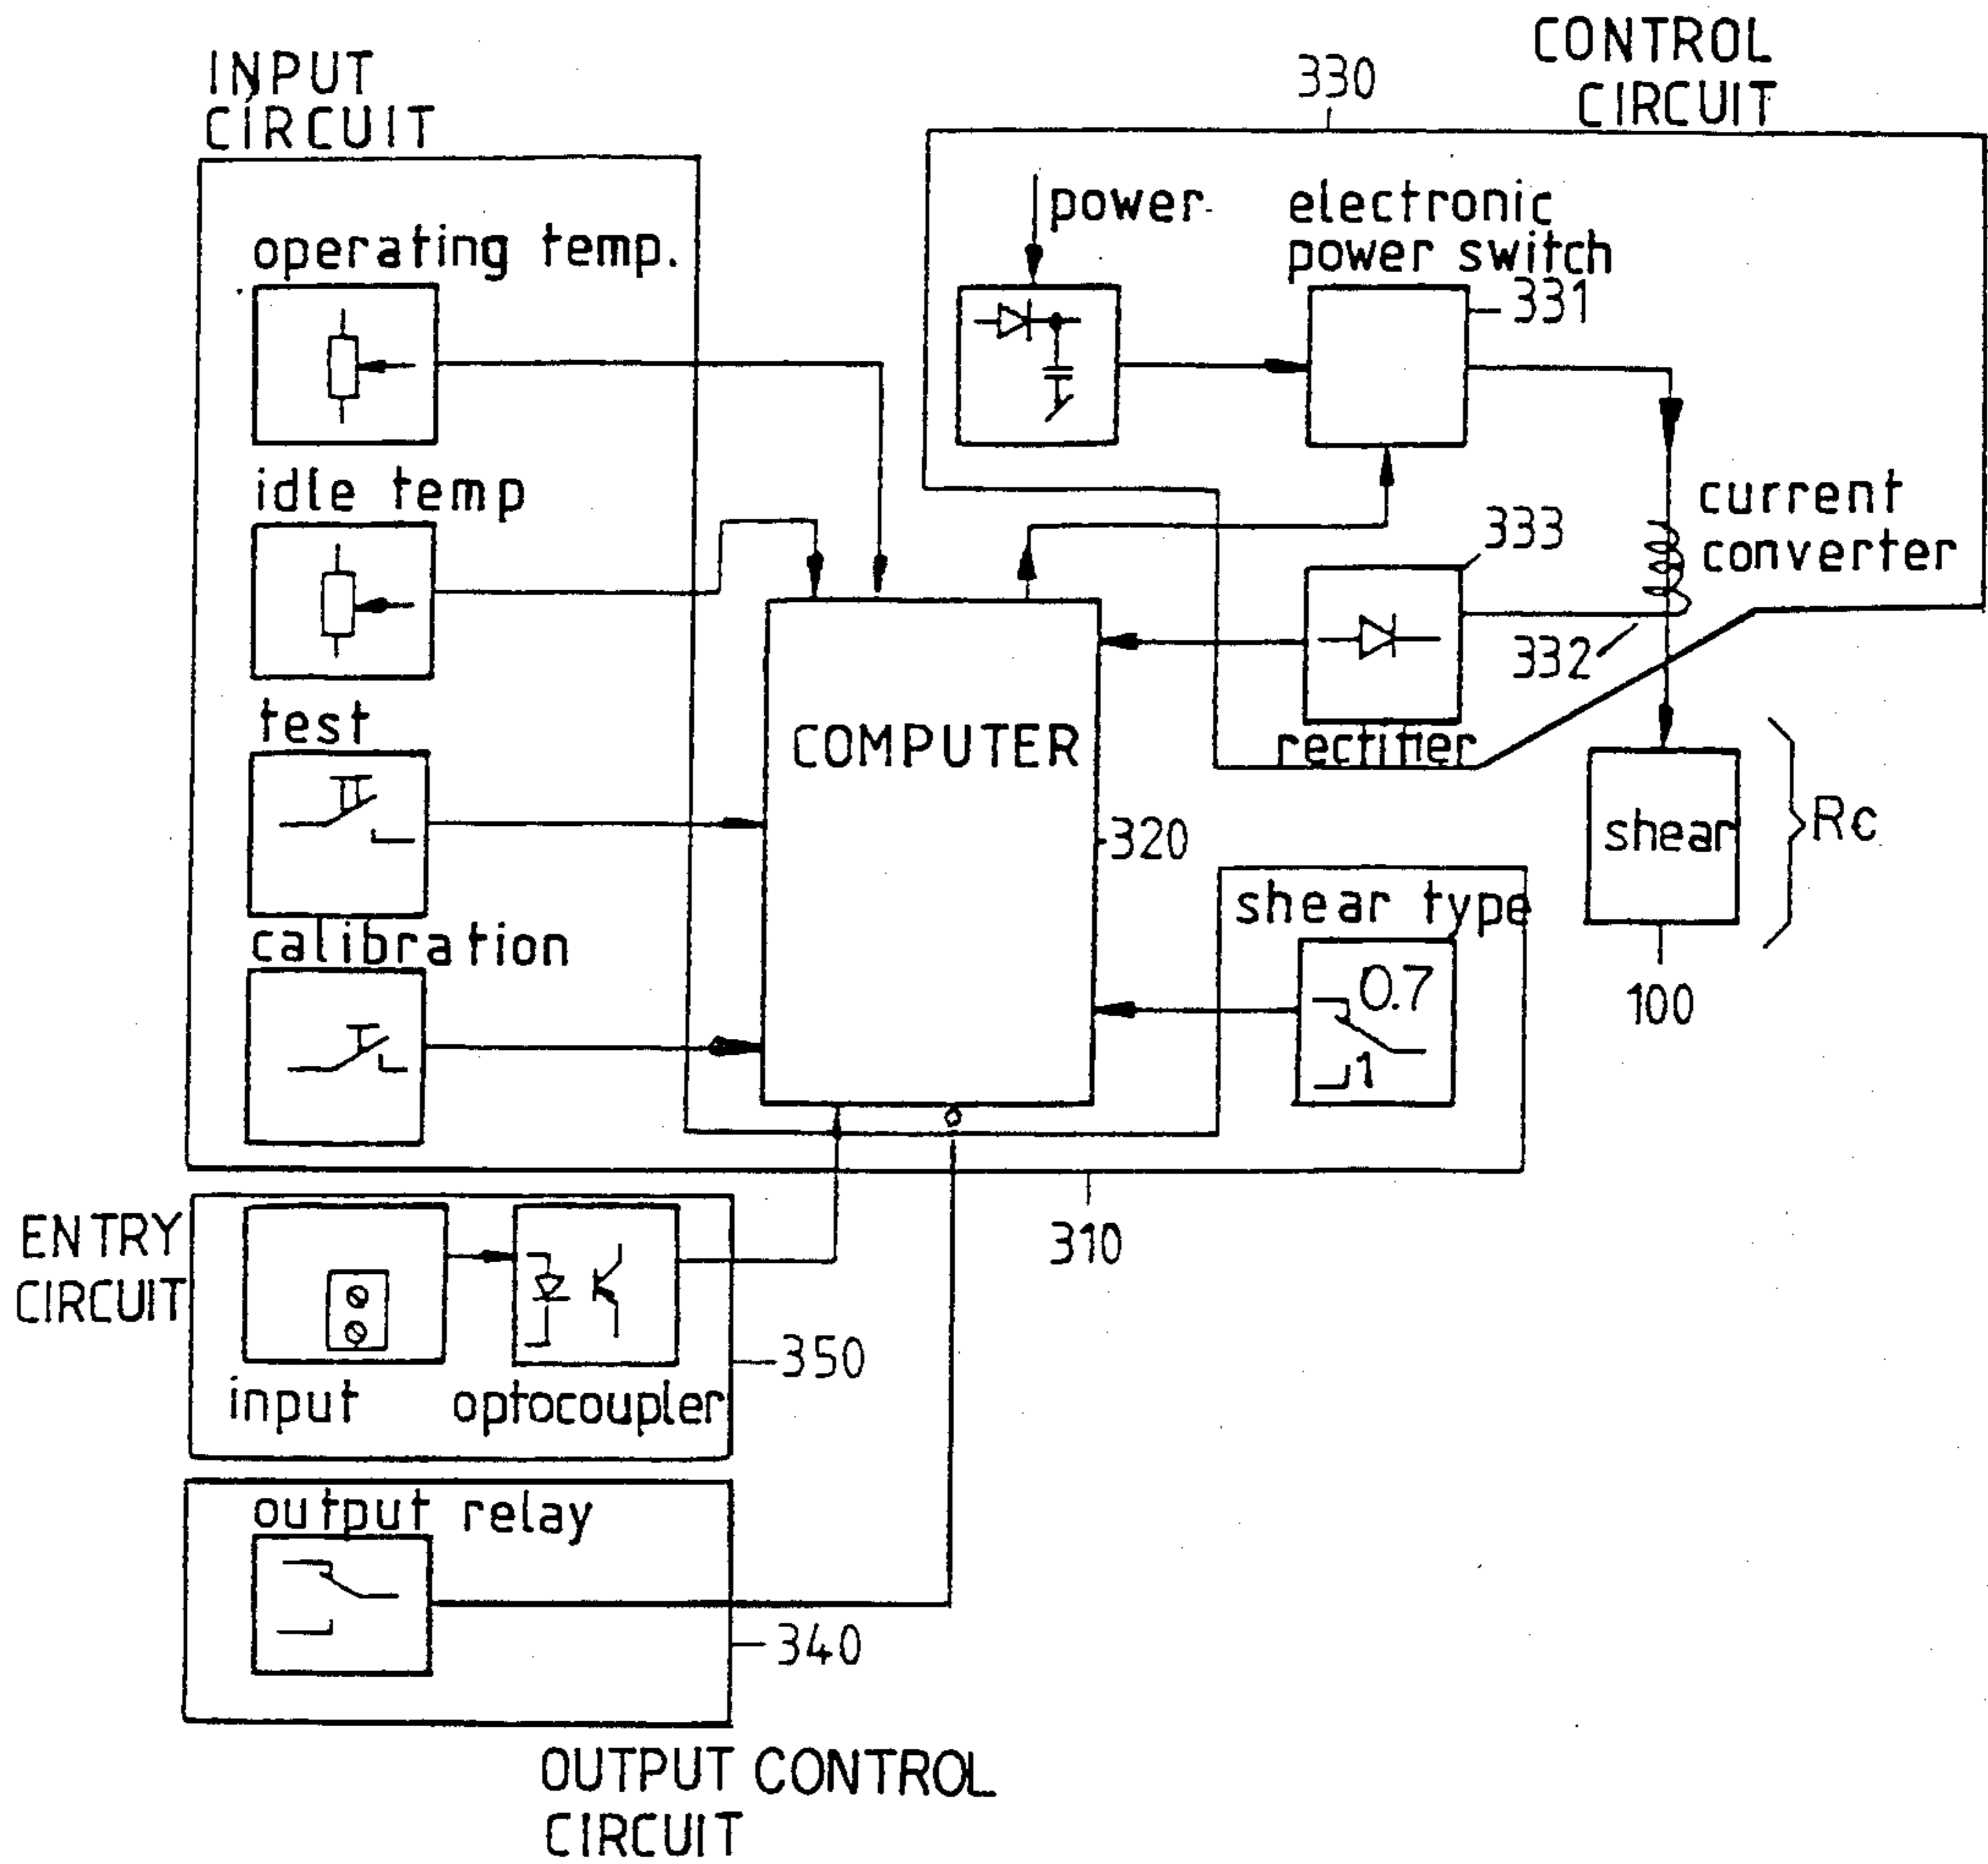 INPUT
CIRCUIT
CONTROL
CIRCUIT
330
operating temp.
power
electronic
power switch
331
idle temp
current
converter
333
332
test
COMPUTER
rectifier
320
shear
Rc
100
calibration
shear type
0.7
1
310
ENTRY
CIRCUIT
350
input
optocoupler
output relay
340
OUTPUT CONTROL
CIRCUIT